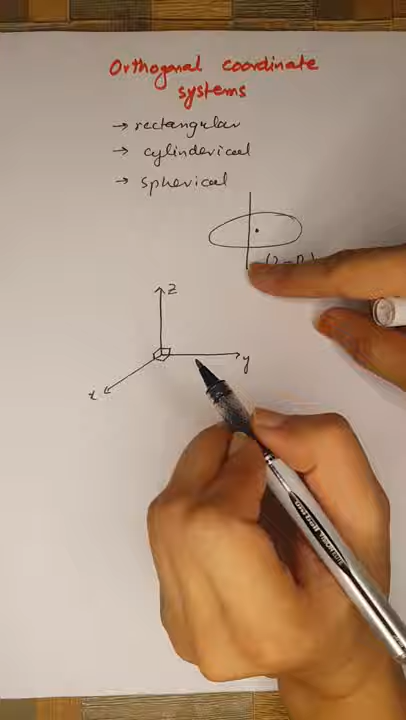 Orthogonal coordinate
systems
→ rectangular
→ cylinderical
→ spherical
z
y
x